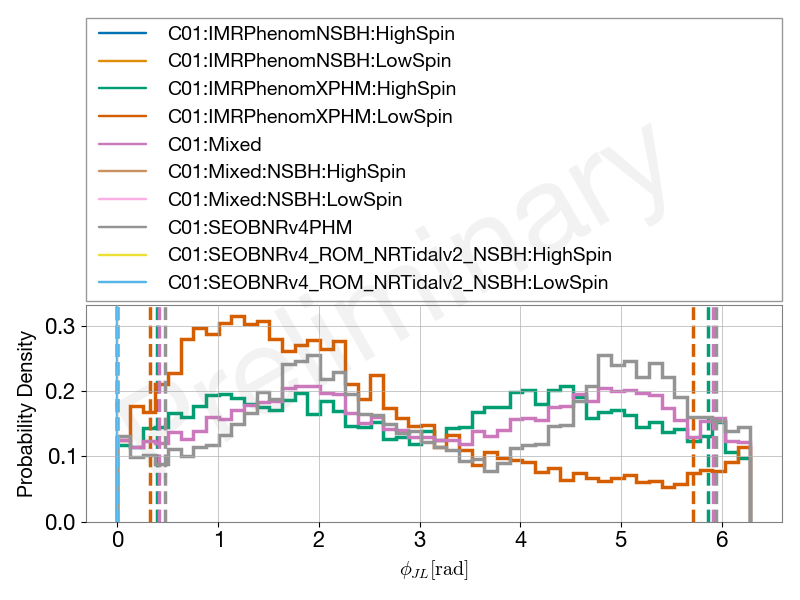 C01:IMRPhenomNSBH:HighSpin
C01:IMRPhenomNSBH:LowSpin
C01:IMRPhenomXPHM:HighSpin
C01:IMRPhenomXPHM:LowSpin
C01:Mixed
C01:Mixed:NSBH:HighSpin
C01:Mixed:NSBH:LowSpin
C01:SEOBNRv4PHM
C01:SEOBNRv4_ROM_NRTidalv2_NSBH:HighSpin
C01:SEOBNRv4_ROM_NRTidalv2_NSBH:LowSpin
Preliminary
Probability Density
0.3
0.2
0.1
0.0
0 1 2 3 4 5 6
ϕJL[rad]